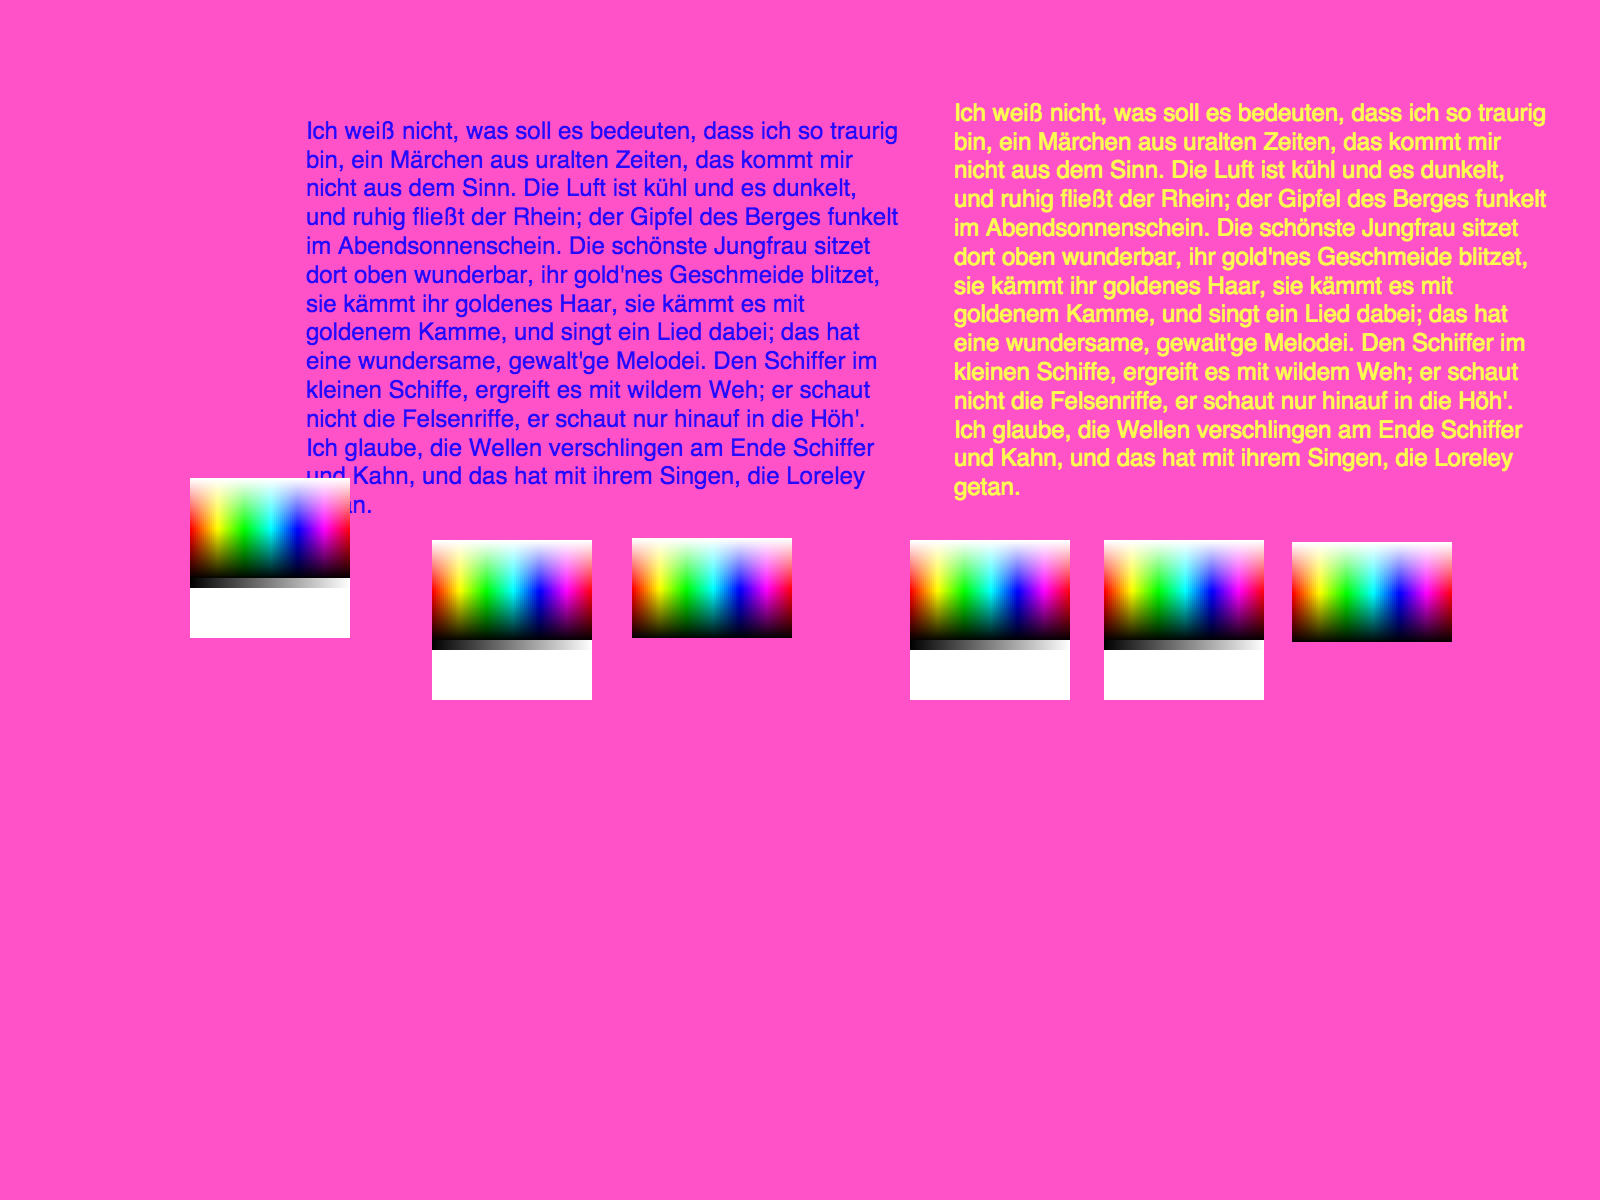 Ich weiß nicht, was soll es bedeuten, dass ich so traurig
bin, ein Märchen aus uralten Zeiten, das kommt mir
nicht aus dem Sinn. Die Luft ist kühl und es dunkelt,
und ruhig fließt der Rhein; der Gipfel des Berges funkelt
im Abendsonnenschein. Die schönste Jungfrau sitzet
dort oben wunderbar, ihr gold'nes Geschmeide blitzet,
sie kämmt ihr goldenes Haar, sie kämmt es mit
goldenem Kamme, und singt ein Lied dabei; das hat
eine wundersame, gewalt'ge Melodei. Den Schiffer im
kleinen Schiffe, ergreift es mit wildem Weh; er schaut
nicht die Felsenriffe, er schaut nur hinauf in die Höh'.
Ich glaube, die Wellen verschlingen am Ende Schiffer
und Kahn, und das hat mit ihrem Singen, die Loreley
Ich weiß nicht, was soll es bedeuten, dass ich so traurig
bin, ein Märchen aus uralten Zeiten, das kommt mir
nicht aus dem Sinn. Die Luft ist kühl und es dunkelt,
und ruhig fließt der Rhein; der Gipfel des Berges funkelt
im Abendsonnenschein. Die schönste Jungfrau sitzet
dort oben wunderbar, ihr gold'nes Geschmeide blitzet,
sie kämmt ihr goldenes Haar, sie kämmt es mit
goldenem Kamme, und singt ein Lied dabei; das hat
eine wundersame, gewalt'ge Melodei. Den Schiffer im
kleinen Schiffe, ergreift es mit wildem Weh; er schaut
nicht die Felsenriffe, er schaut nur hinauf in die Höh'.
Ich glaube, die Wellen verschlingen am Ende Schiffer
und Kahn, und das hat mit ihrem Singen, die Loreley
getan.